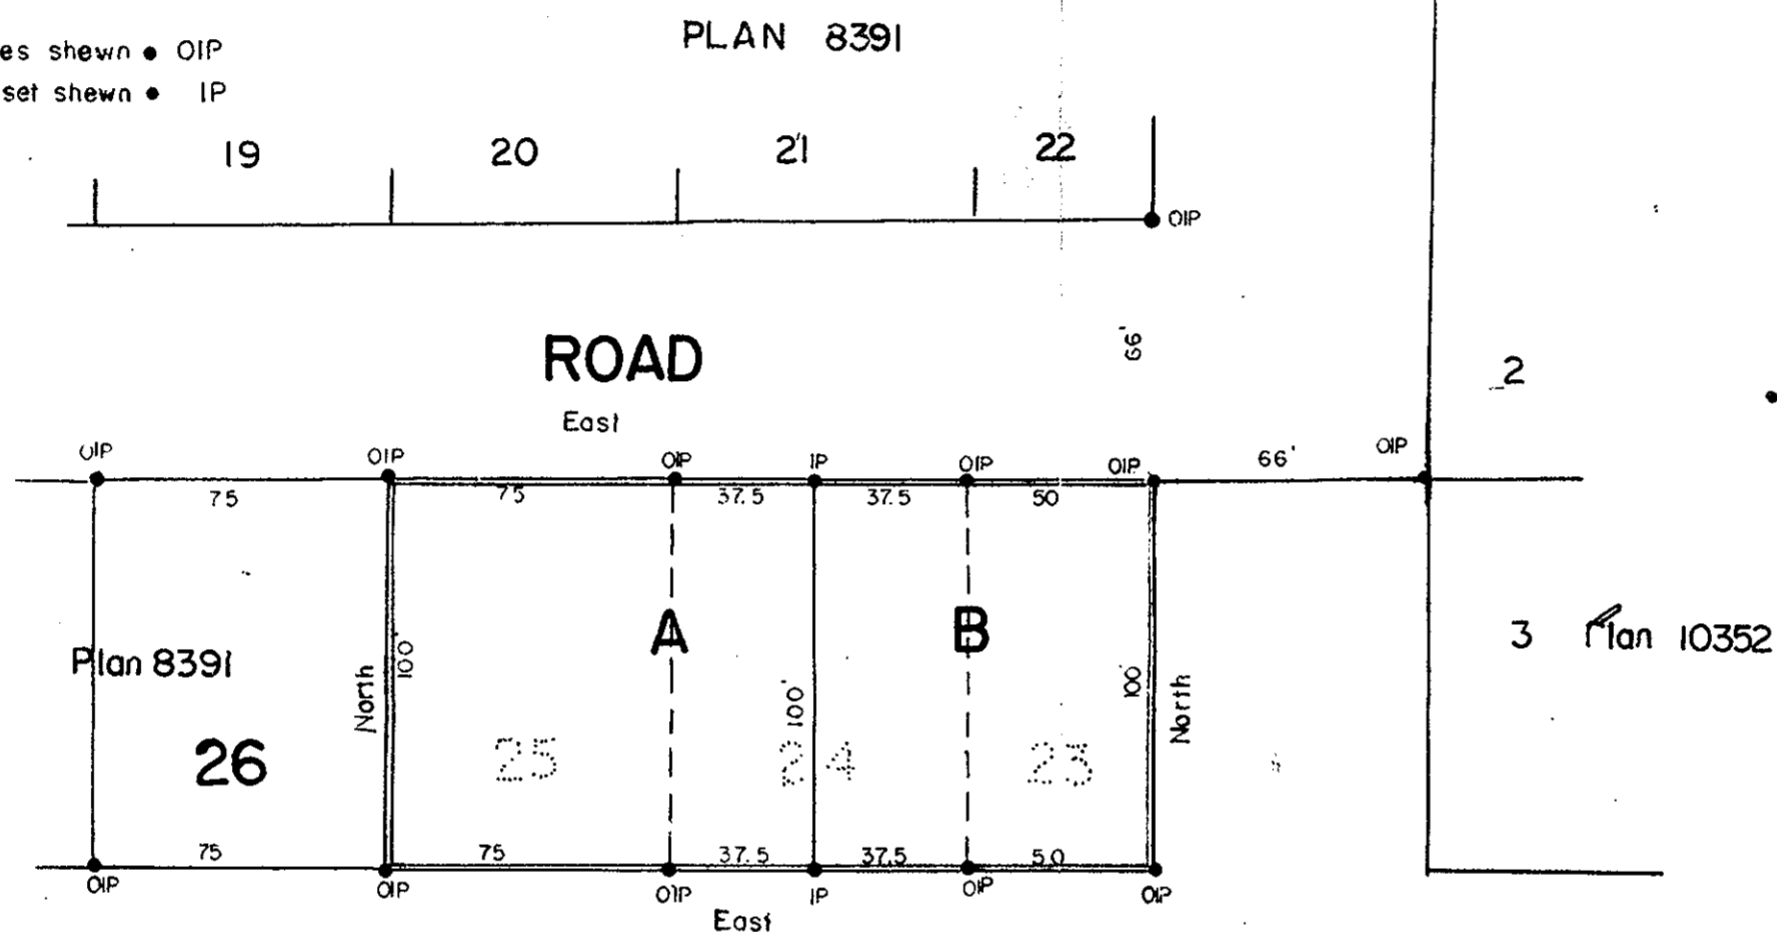 PLAN 8391
es shewn • OIP
set shewn • IP
19 20 21 22
OIP
66'
ROAD
2
East
OIP OIP OIP IP OIP OIP 66' OIP
75 75 37.5 37.5 50
A B
100' 100' 100'
North North
Plan 8391
3 Plan 10352
26 25 24 23
75 75 37.5 37.5 50
OIP OIP OIP IP OIP OIP
East